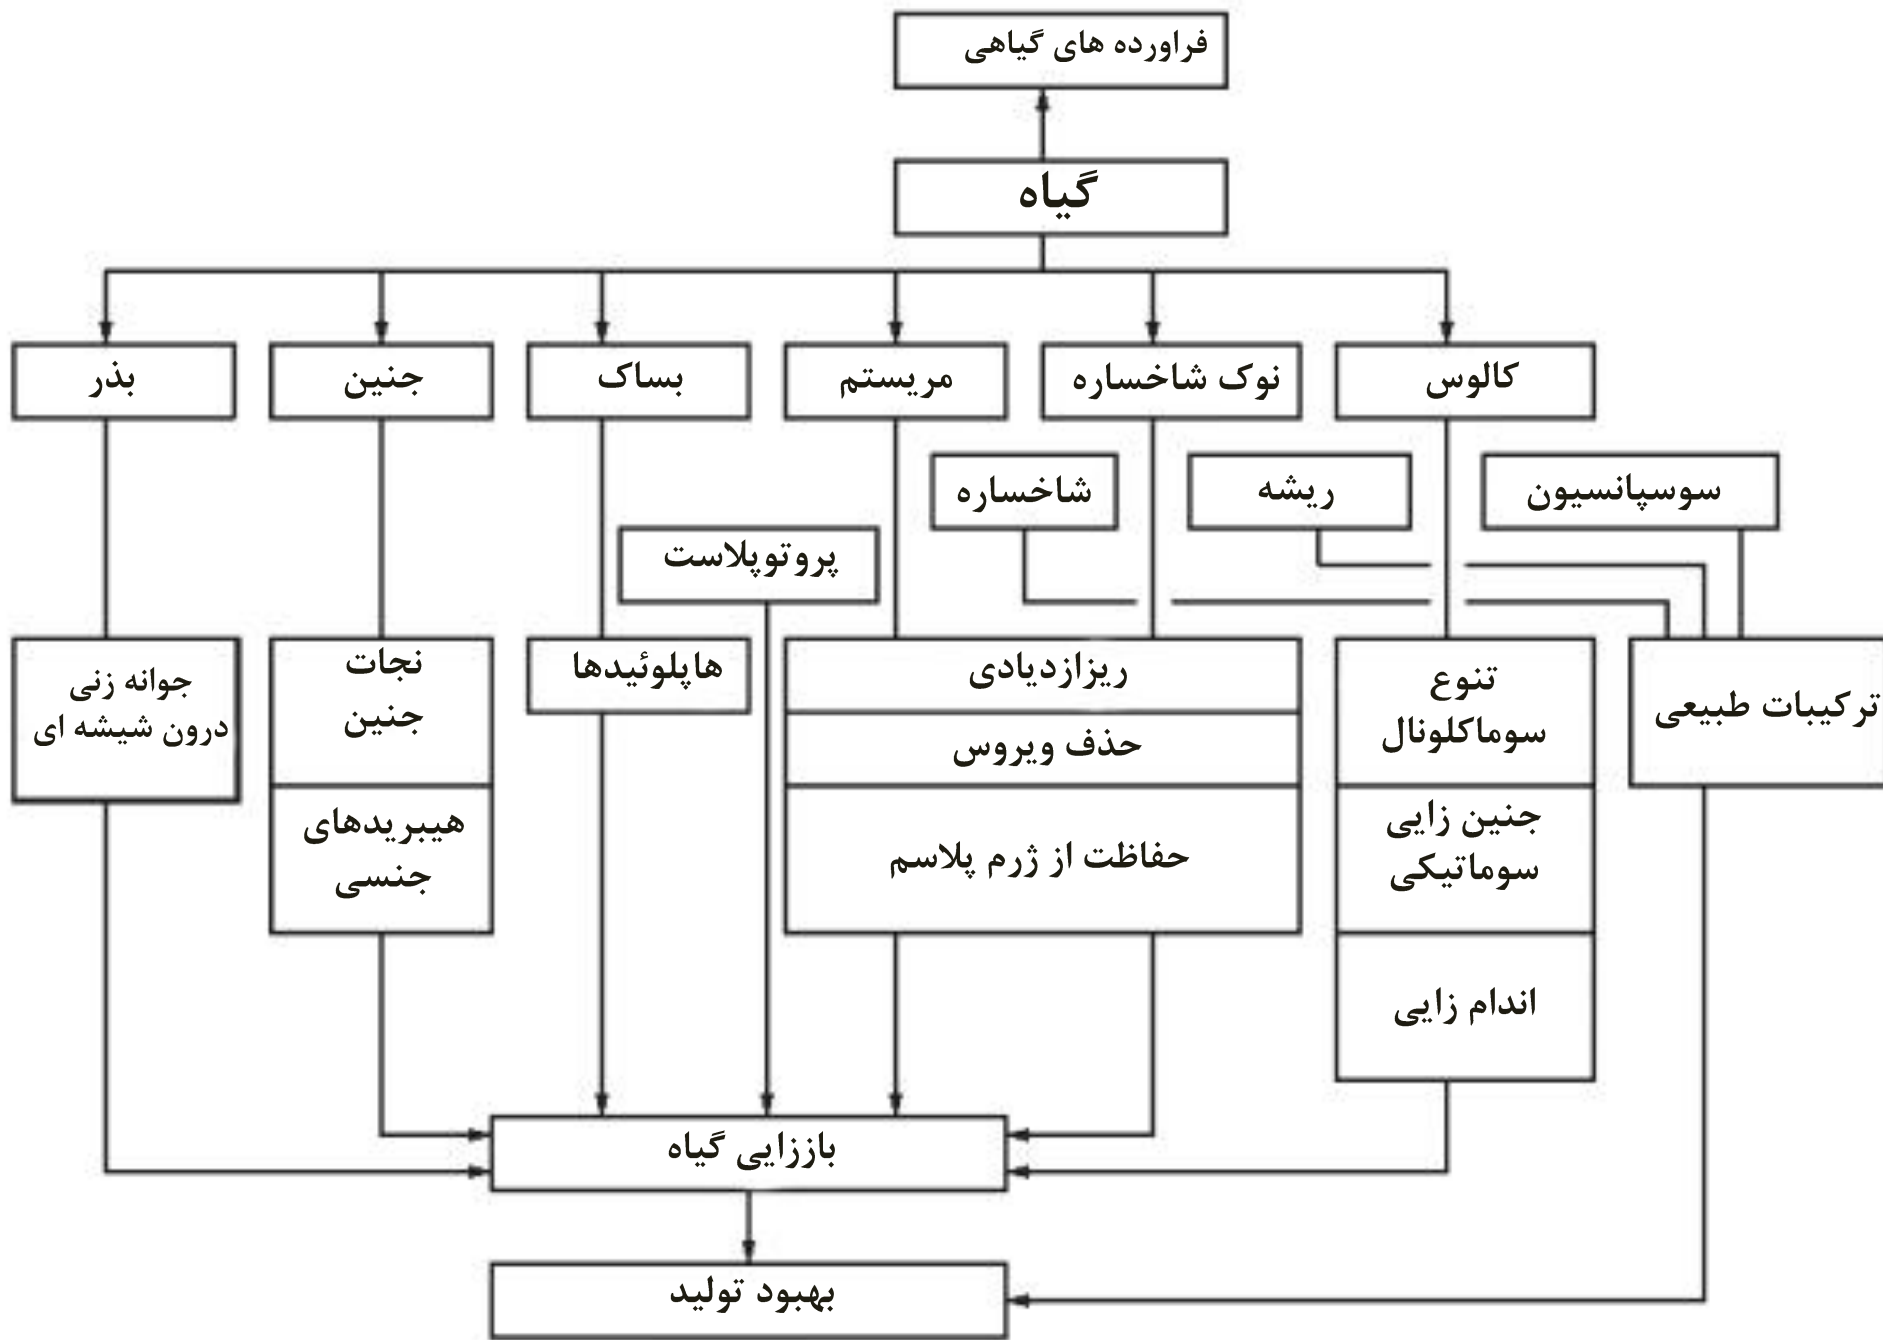 فراورده های گیاهی
گیاه
کالوس
نوک شاخساره
مریستم
بساک
جنین
بذر
سوسپانسیون
ریشه
شاخساره
پروتوپلاست
ترکیبات طبیعی
تنوع
سوماکلونال
جنین زایی
سوماتیکی
اندام زایی
ریزازدیادی
حذف ویروس
حفاظت از ژرم پلاسم
هاپلوئیدها
نجات
جنین
هیبریدهای
جنسی
جوانه زنی
درون شیشه ای
باززایی گیاه
بهبود تولید